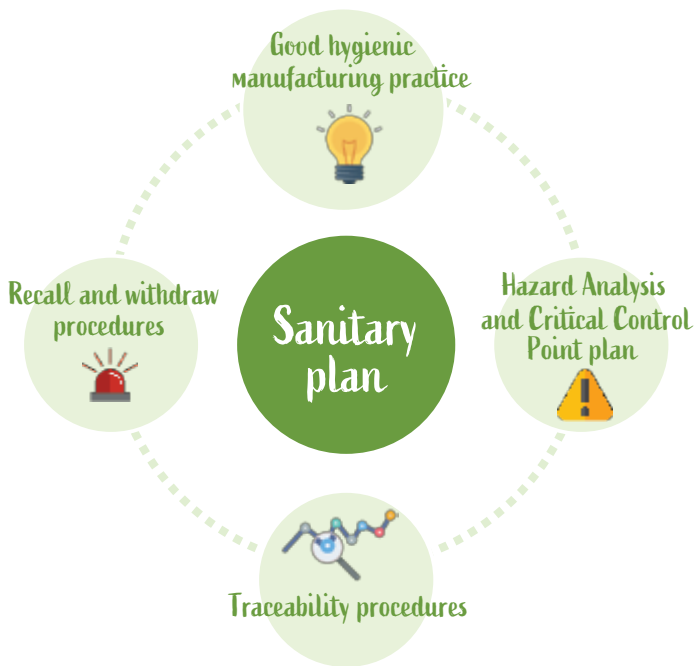 Good hygienic
manufacturing practice
Recall and withdraw
procedures
Sanitary
plan
Hazard Analysis
and Critical Control
Point plan
Traceability procedures